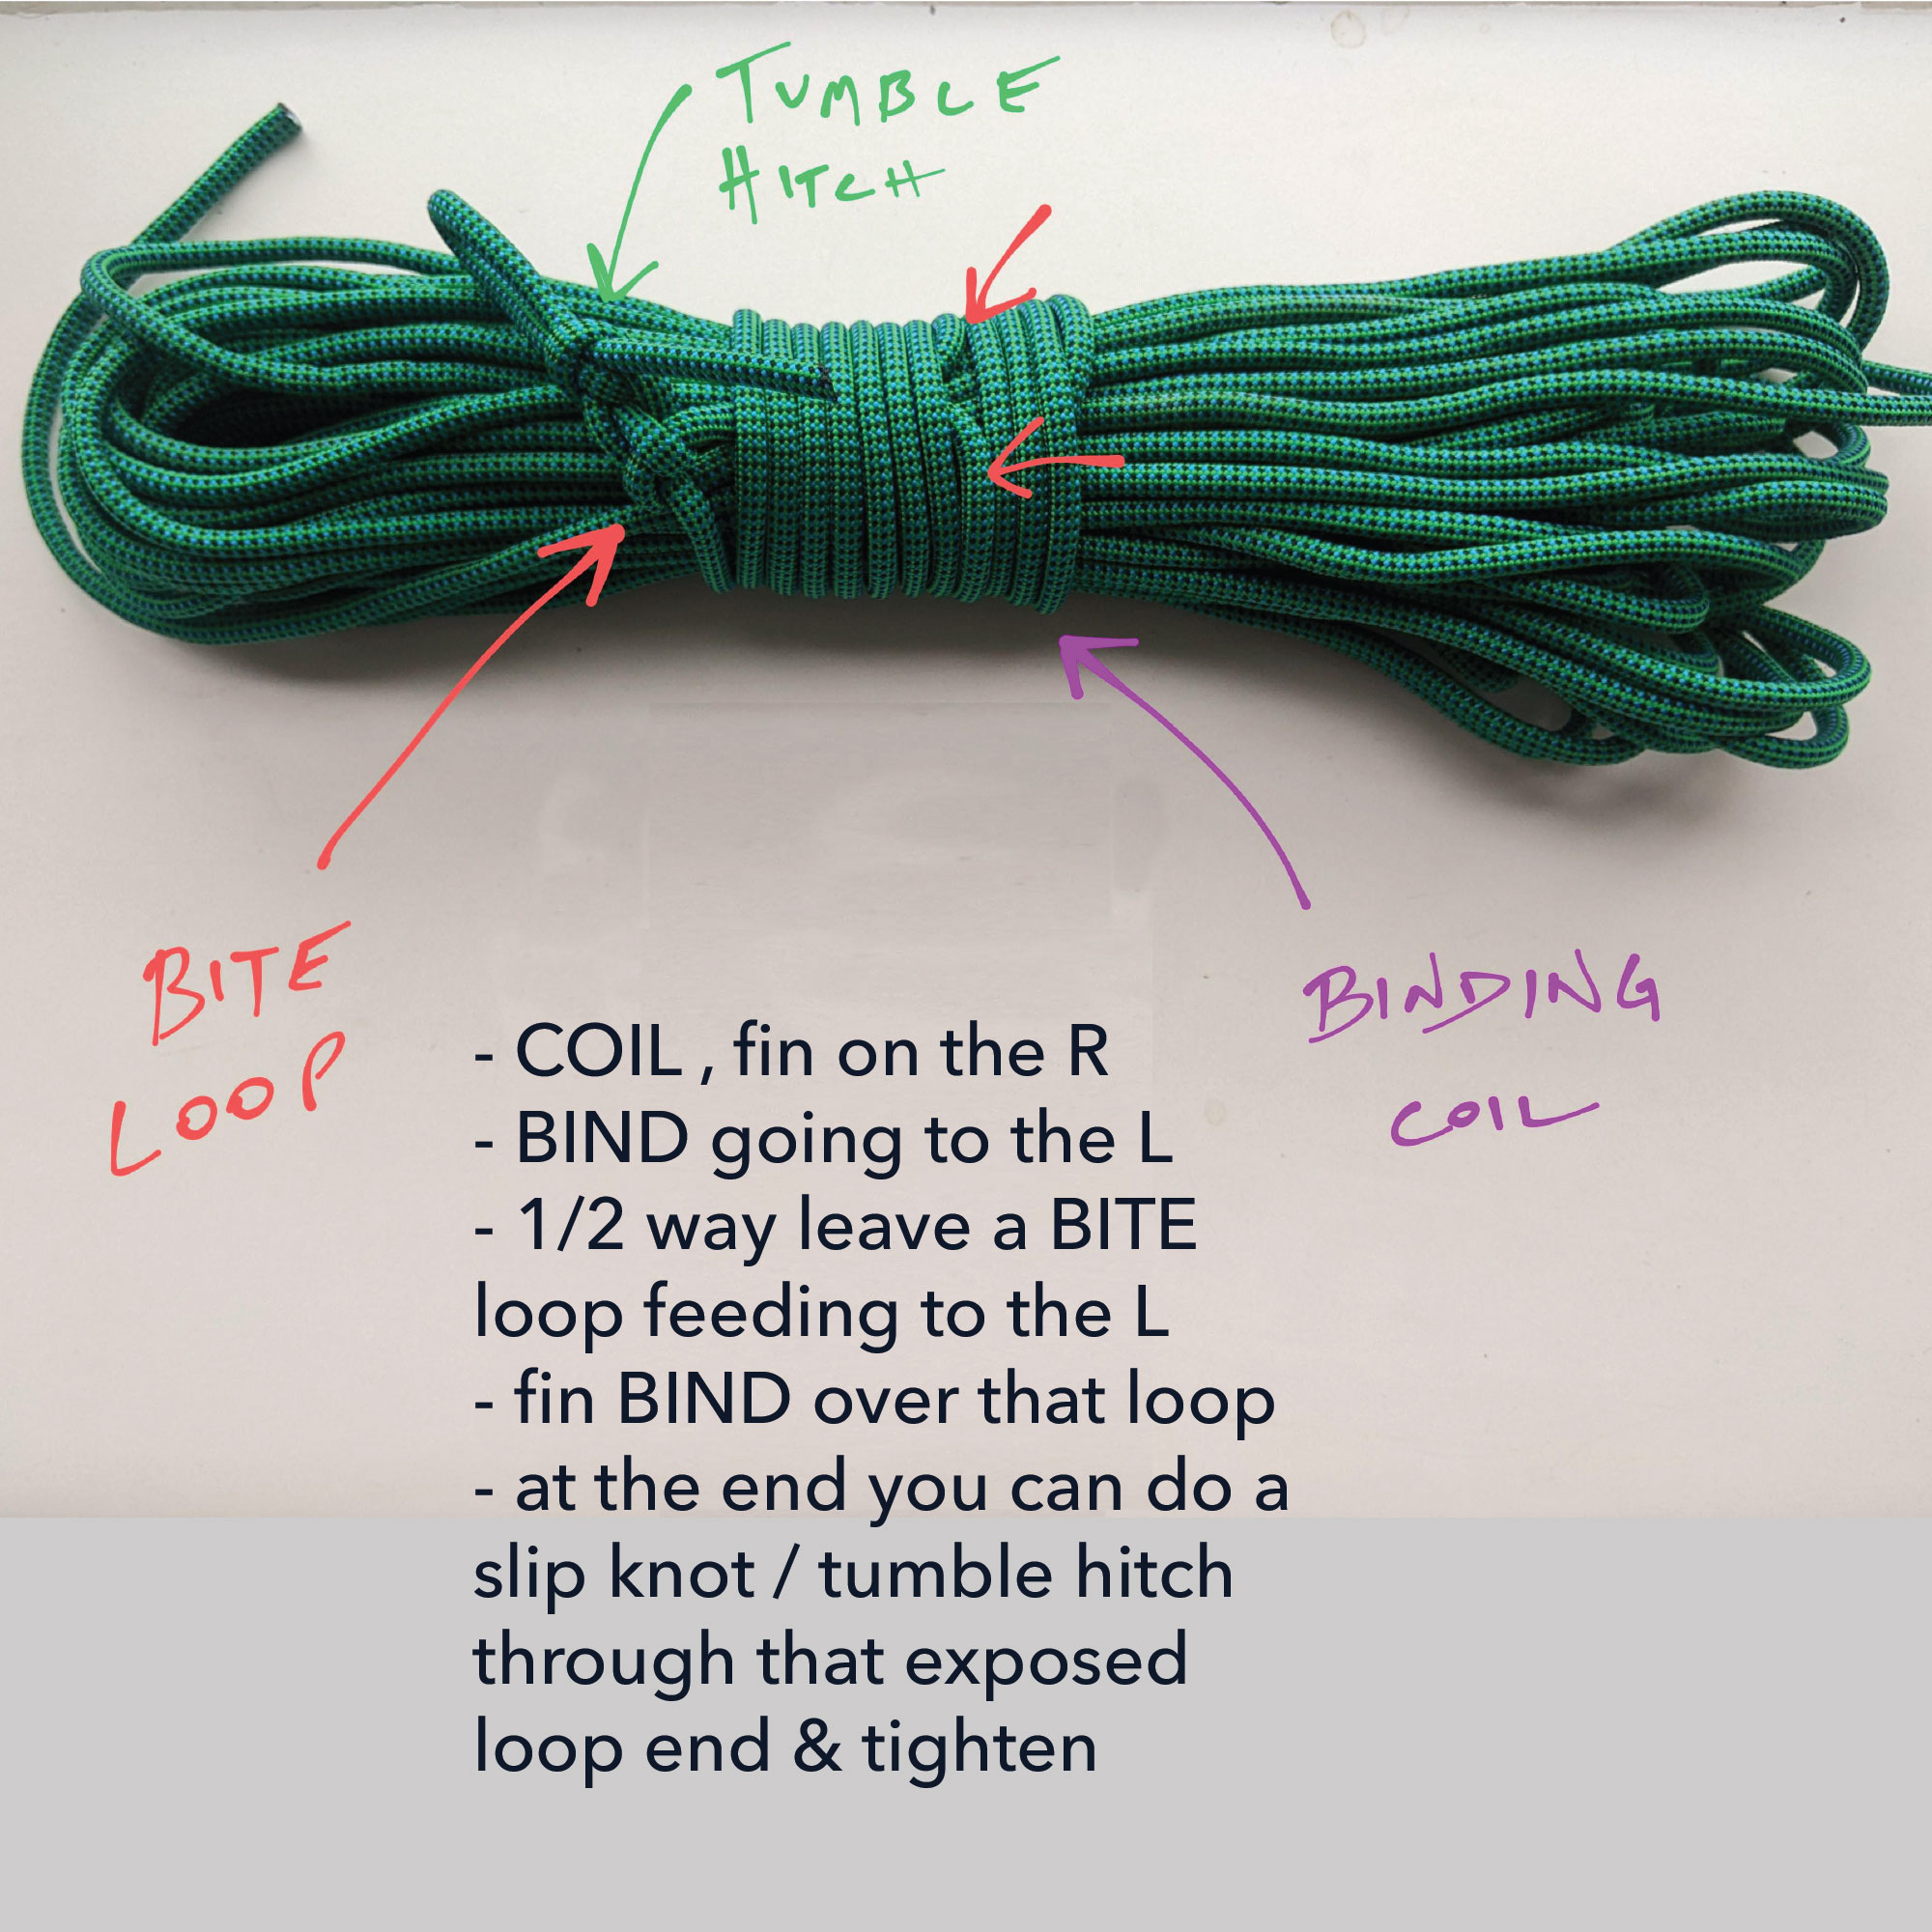 TUMBLE
HITCH
BITE
LOOP
BINDING
COIL
- COIL , fin on the R
- BIND going to the L
- 1/2 way leave a BITE
loop feeding to the L
- fin BIND over that loop
- at the end you can do a
slip knot / tumble hitch
through that exposed
loop end & tighten